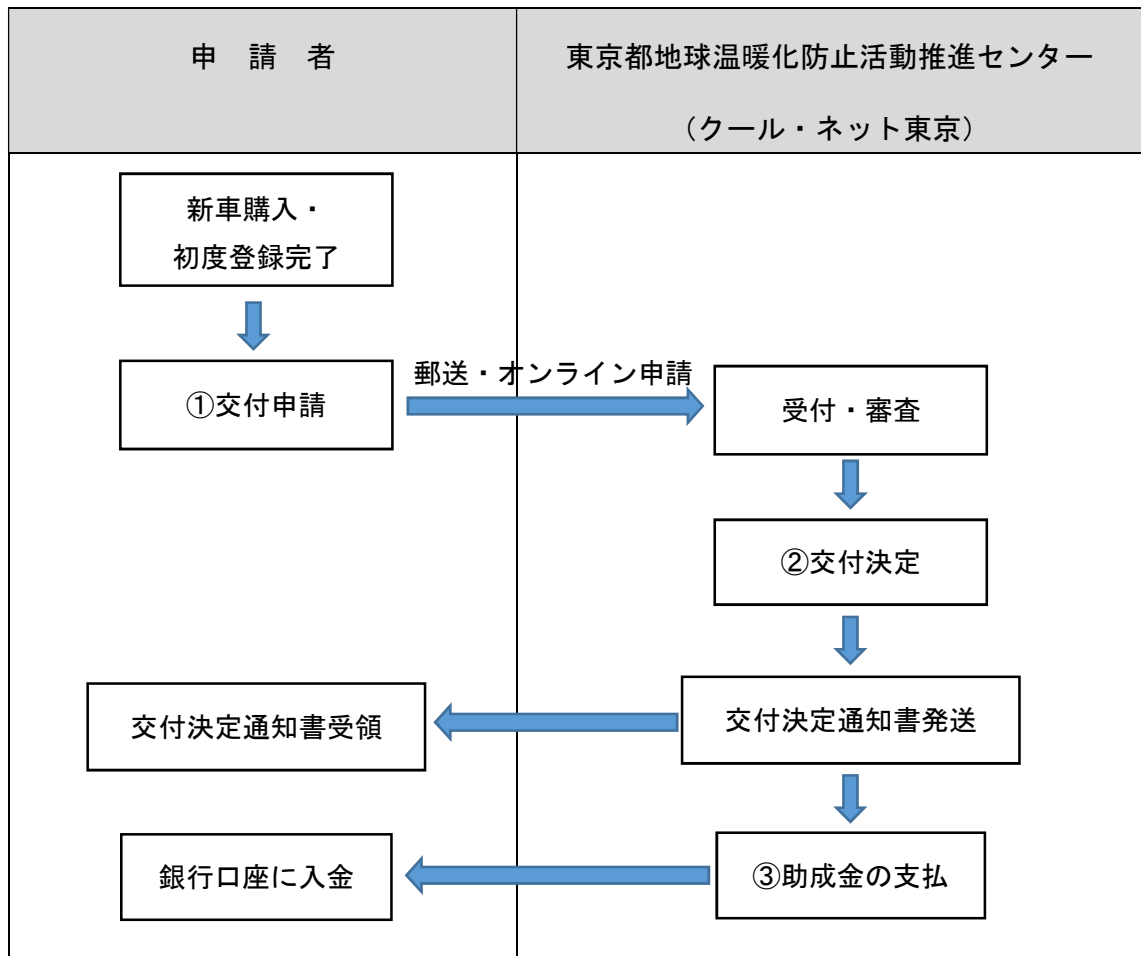 申　請　者
東京都地球温暖化防止活動推進センター
（クール・ネット東京）
新車購入・
初度登録完了
①交付申請
郵送・オンライン申請
受付・審査
②交付決定
交付決定通知書発送
交付決定通知書受領
③助成金の支払
銀行口座に入金